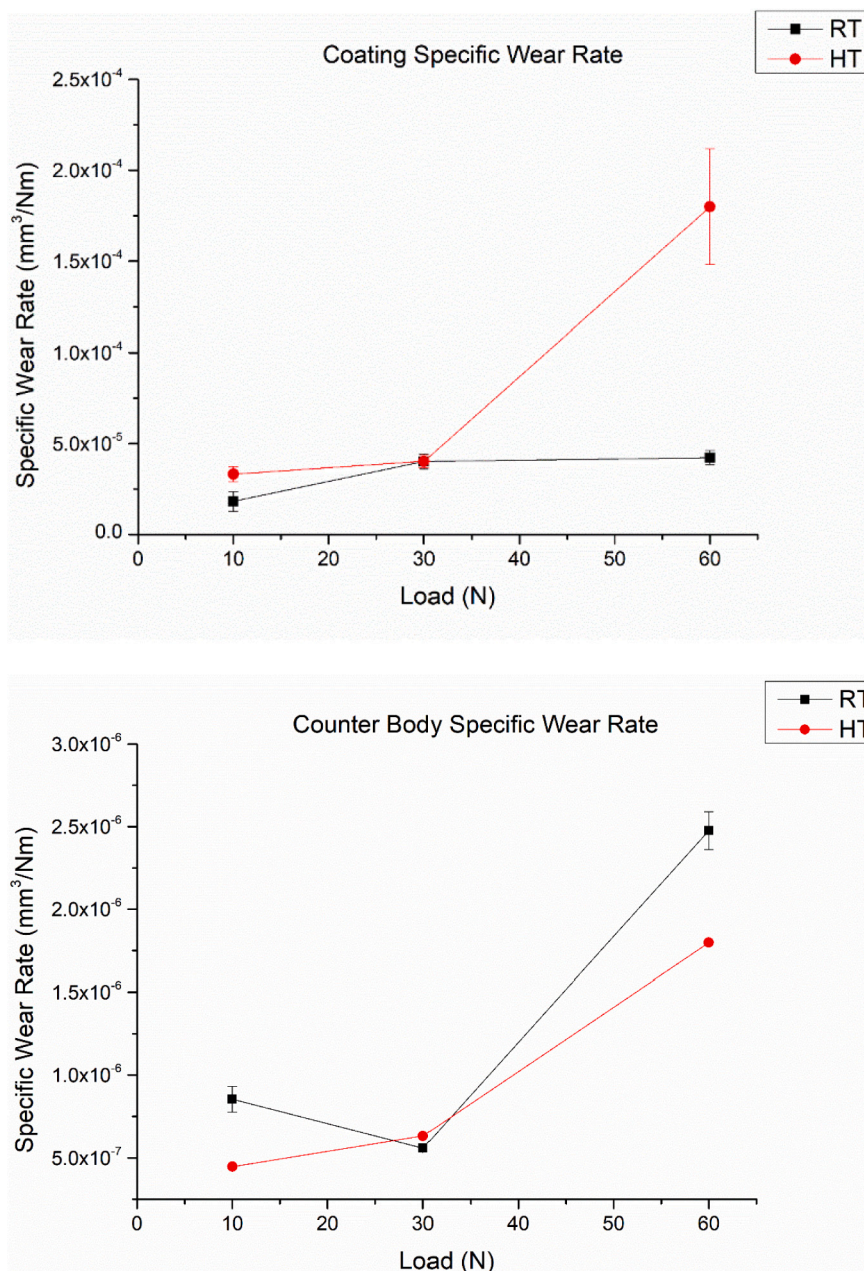 RT
HT
Coating Specific Wear Rate
2.5x10⁻⁴
2.0x10⁻⁴
1.5x10⁻⁴
1.0x10⁻⁴
5.0x10⁻⁵
0.0
Specific Wear Rate (mm³/Nm)
0 10 20 30 40 50 60
Load (N)
RT
HT
Counter Body Specific Wear Rate
3.0x10⁻⁶
2.5x10⁻⁶
2.0x10⁻⁶
1.5x10⁻⁶
1.0x10⁻⁶
5.0x10⁻⁷
Specific Wear Rate (mm³/Nm)
0 10 20 30 40 50 60
Load (N)